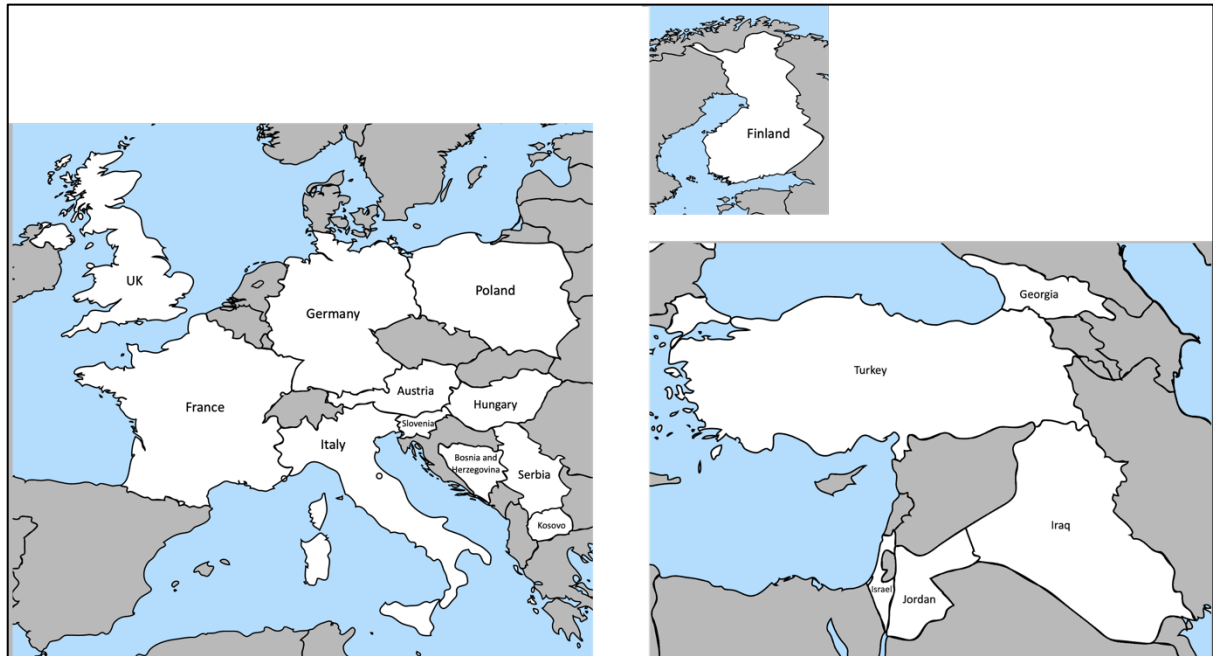 Finland
UK
Poland
Germany
France
Austria
Hungary
Slovenia
Italy
Bosnia and
Herzegovina
Serbia
Kosovo
Georgia
Turkey
Iraq
Israel
Jordan